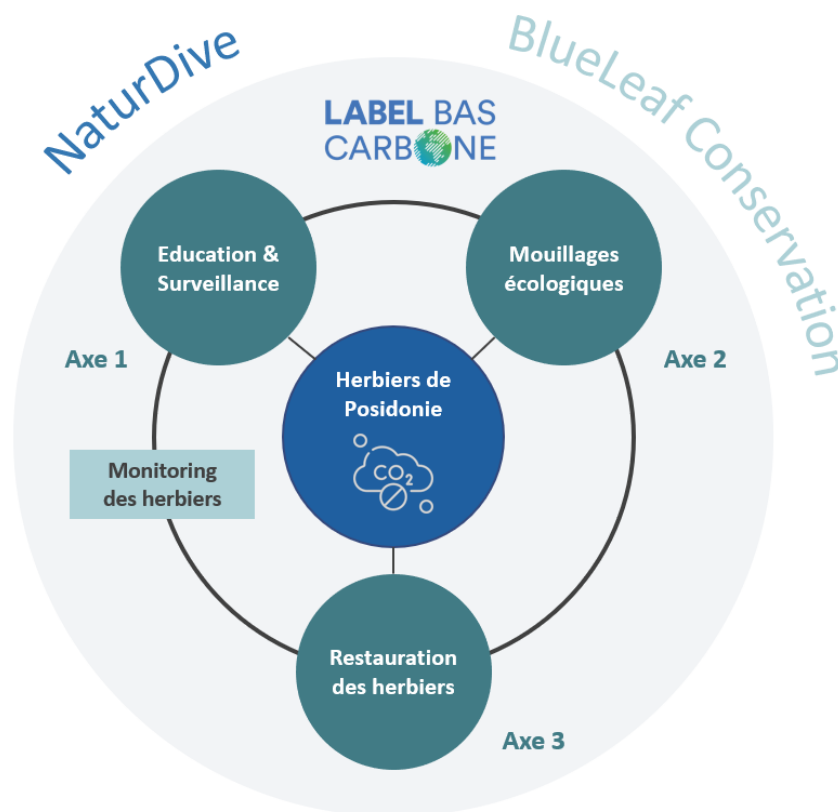 NaturDive
BlueLeaf Conservation
LABEL BAS
CARBONE
Education &
Surveillance
Mouillages
écologiques
Axe 1
Axe 2
Herbiers de
Posidonie
CO₂
Monitoring
des herbiers
Restauration
des herbiers
Axe 3